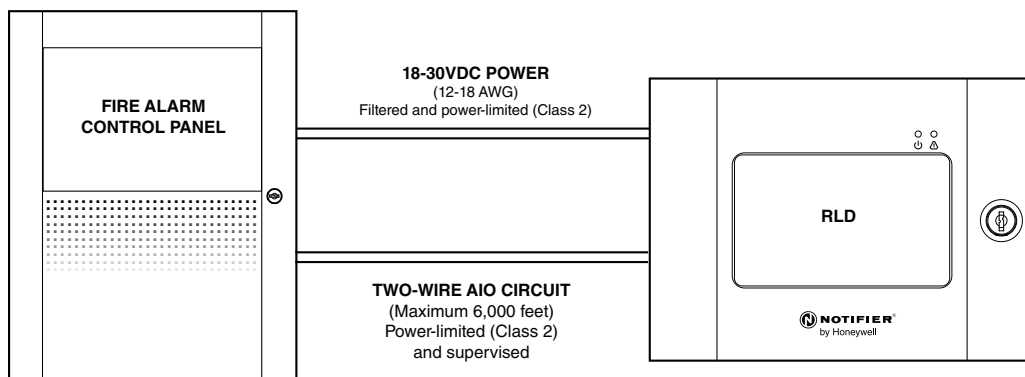 FIRE ALARM
CONTROL PANEL
18-30VDC POWER
(12-18 AWG)
Filtered and power-limited (Class 2)
TWO-WIRE AIO CIRCUIT
(Maximum 6,000 feet)
Power-limited (Class 2)
and supervised
RLD
NOTIFIER®
by Honeywell